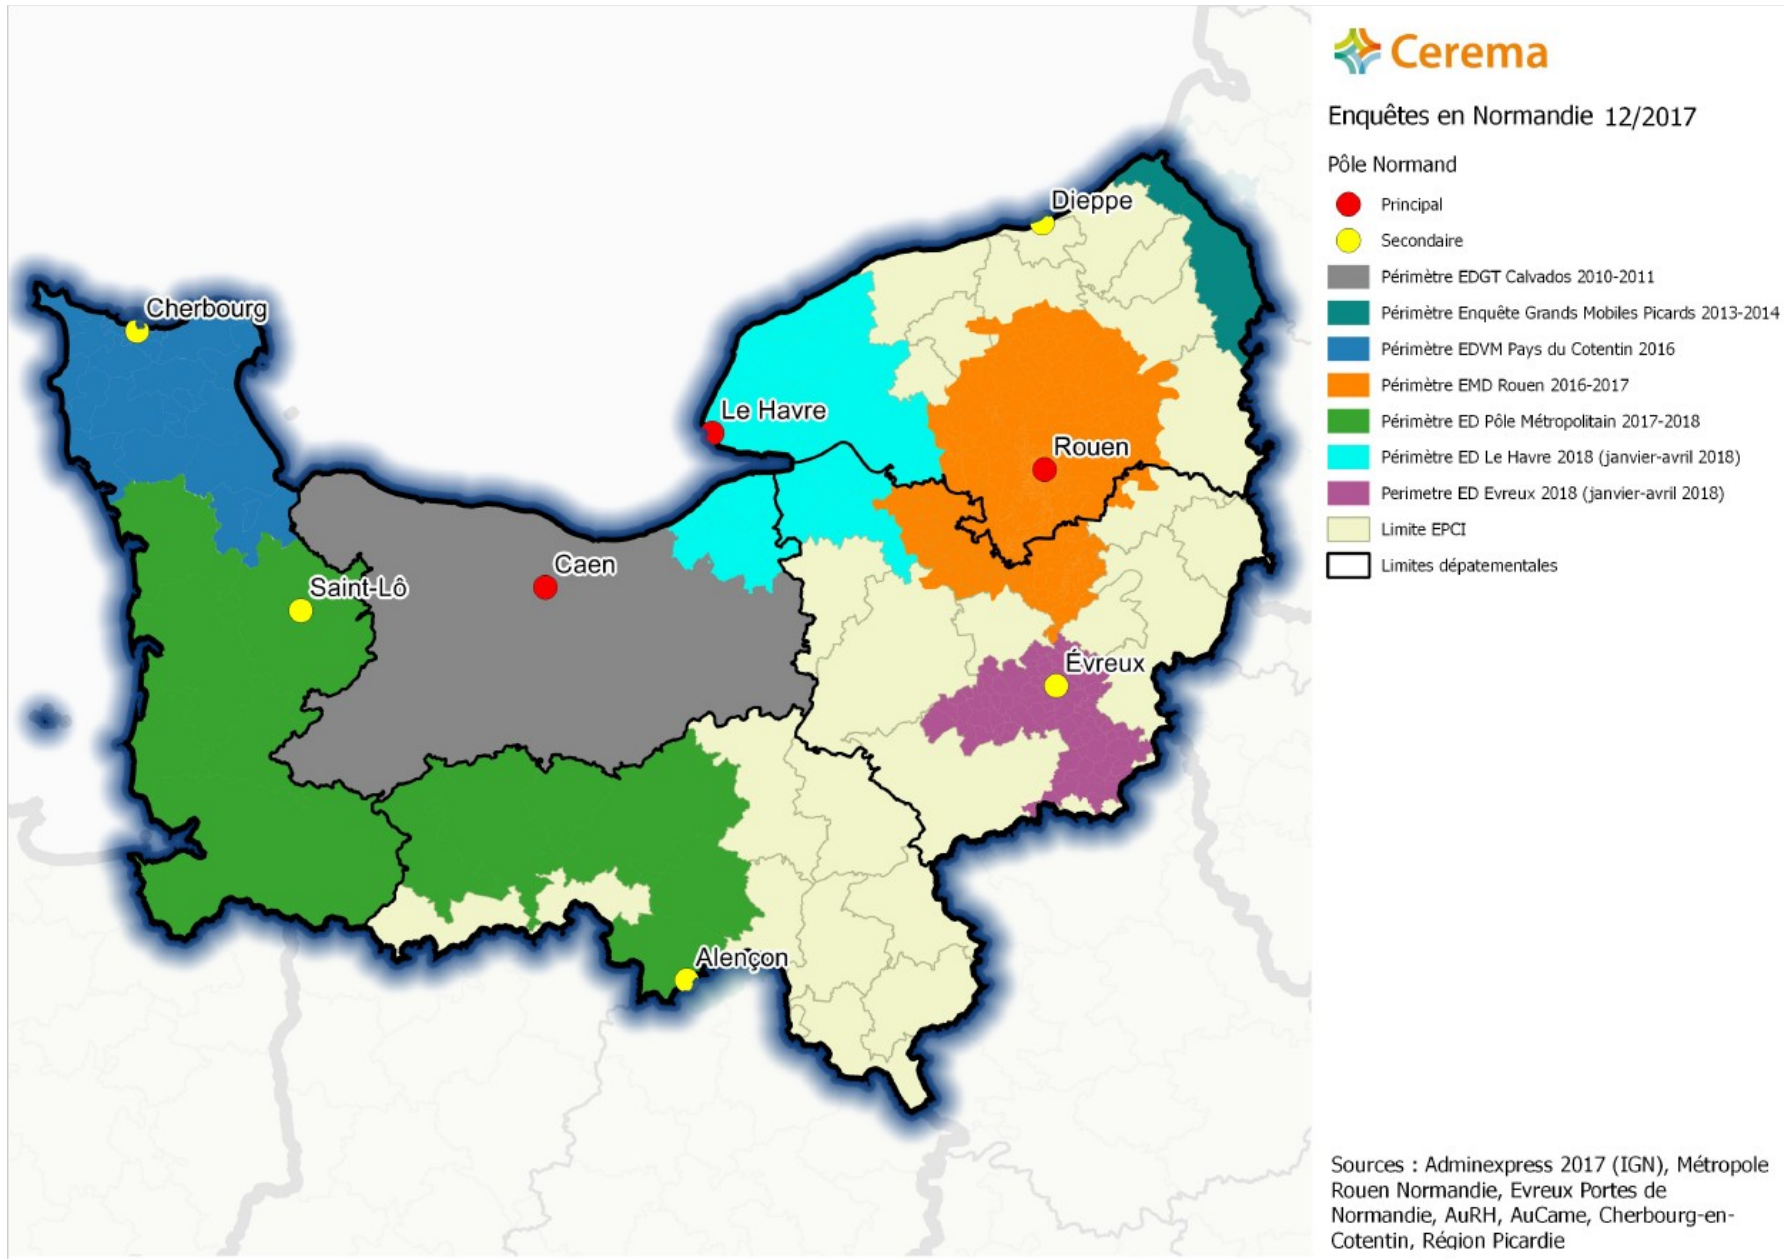 Cerema
Enquêtes en Normandie 12/2017
Pôle Normand
Principal
Secondaire
Périmètre EDGT Calvados 2010-2011
Périmètre Enquête Grands Mobiles Picards 2013-2014
Périmètre EDVM Pays du Cotentin 2016
Périmètre EMD Rouen 2016-2017
Périmètre ED Pôle Métropolitain 2017-2018
Périmètre ED Le Havre 2018 (janvier-avril 2018)
Perimetre ED Evreux 2018 (janvier-avril 2018)
Limite EPCI
Limites dépatementales
Dieppe
Cherbourg
Le Havre
Rouen
Caen
Saint-Lô
Évreux
Alençon
Sources : Adminexpress 2017 (IGN), Métropole
Rouen Normandie, Evreux Portes de
Normandie, AuRH, AuCame, Cherbourg-en-
Cotentin, Région Picardie